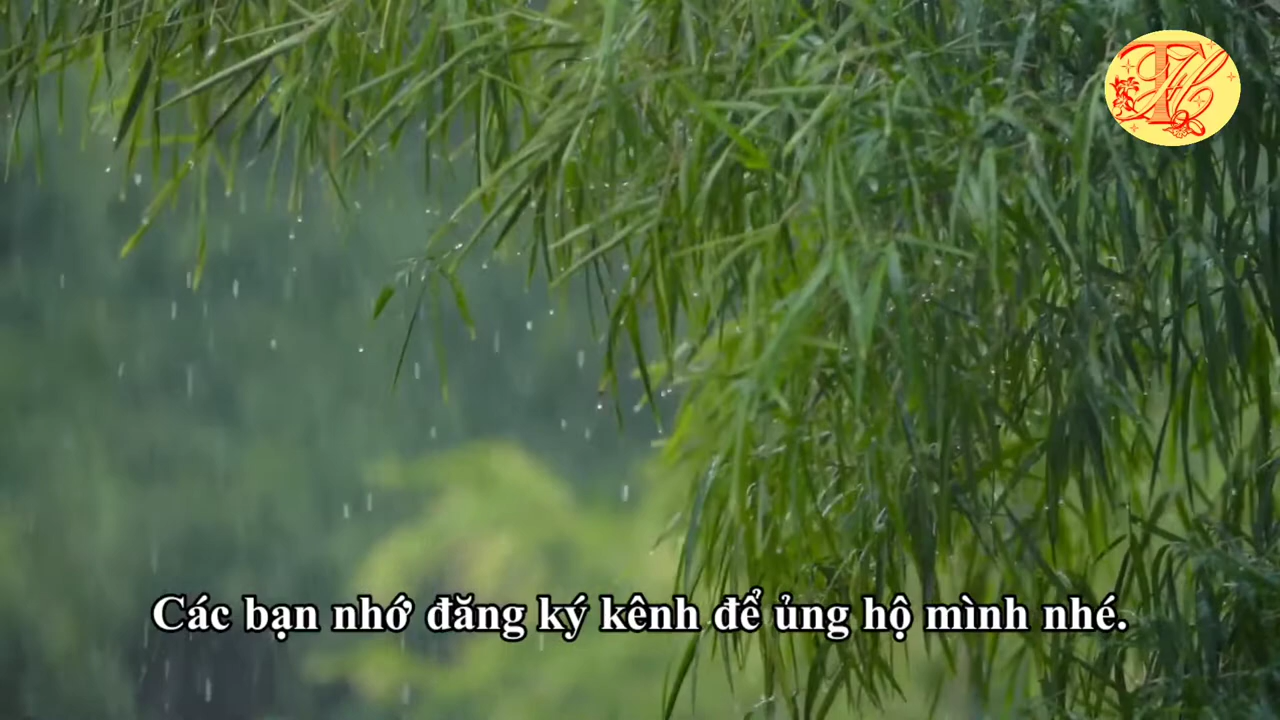 Các bạn nhớ đăng ký kênh để ủng hộ mình nhé.